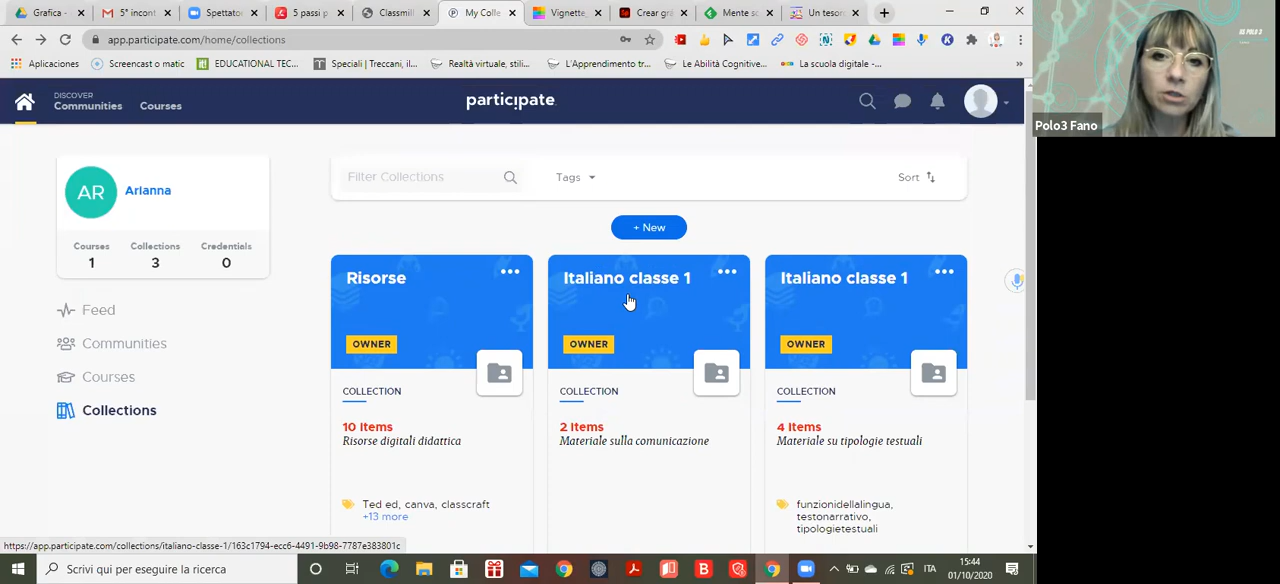 Grafica -
5° incont
Spettato
5 passi p
Classmill
My Colle
Vignette
Crear grá
Mente so
Un tesoro
app.participate.com/home/collections
Applicazioni
Screencast o matic
EDUCATIONAL TEC...
Speciali | Treccani, il...
Realtà virtuale, stili...
L'Apprendimento tr...
Le Abilità Cognitive...
La scuola digitale -...
»
DISCOVER
Communities
Courses
participate
Polo3 Fano
AR
Arianna
Courses
Collections
Credentials
1
3
0
Feed
Communities
Courses
Collections
Filter Collections
Tags
Sort
+ New
Risorse
OWNER
COLLECTION
10 Items
Risorse digitali didattica
Ted ed, canva, classcraft
+13 more
Italiano classe 1
OWNER
COLLECTION
2 Items
Materiale sulla comunicazione
Italiano classe 1
OWNER
COLLECTION
4 Items
Materiale su tipologie testuali
funzionidellalingua,
testonarrativo,
tipologietestuali
https://app.participate.com/collections/italiano-classe-1/163c1794-ecc6-4491-9b98-7787e383801c
Scrivi qui per eseguire la ricerca
ITA
15:44
01/10/2020